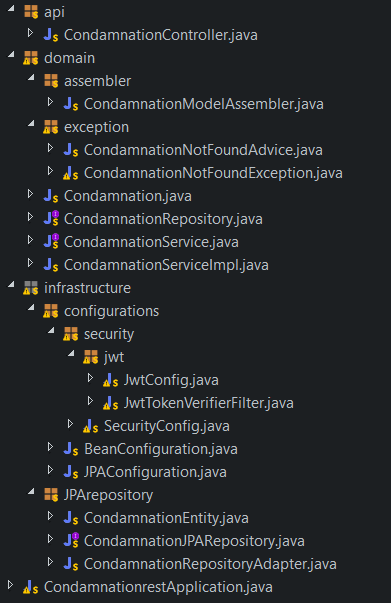 api
CondamnationController.java
domain
assembler
CondamnationModelAssembler.java
exception
CondamnationNotFoundAdvice.java
CondamnationNotFoundException.java
Condamnation.java
CondamnationRepository.java
CondamnationService.java
CondamnationServiceImpl.java
infrastructure
configurations
security
jwt
JwtConfig.java
JwtTokenVerifierFilter.java
SecurityConfig.java
BeanConfiguration.java
JPAConfiguration.java
JPArepository
CondamnationEntity.java
CondamnationJPARepository.java
CondamnationRepositoryAdapter.java
CondamnationrestApplication.java